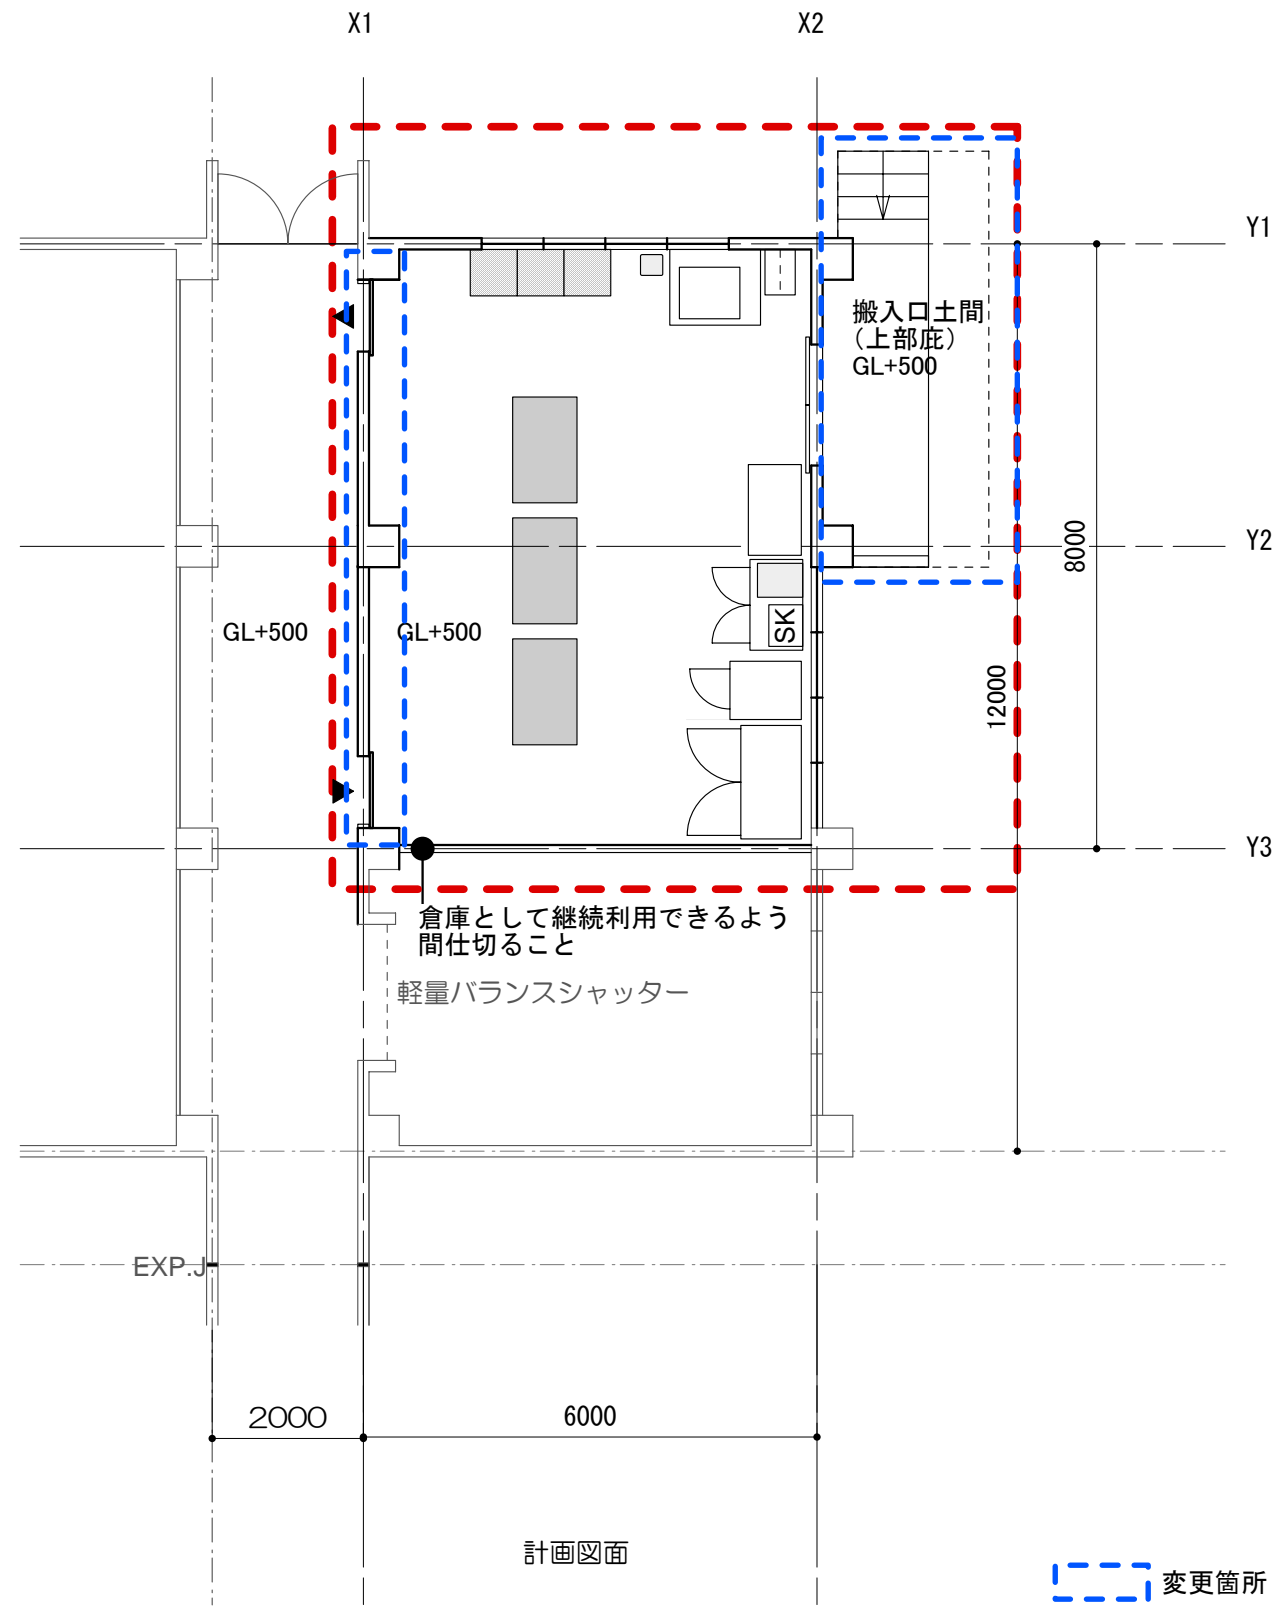 X1
X2
Y1
搬入口土間
（上部庇）
GL+500
Y2
8000
GL+500
GL+500
SK
12000
Y3
倉庫として継続利用できるよう
間仕切ること
軽量バランスシャッター
EXP.J
2000
6000
計画図面
変更箇所